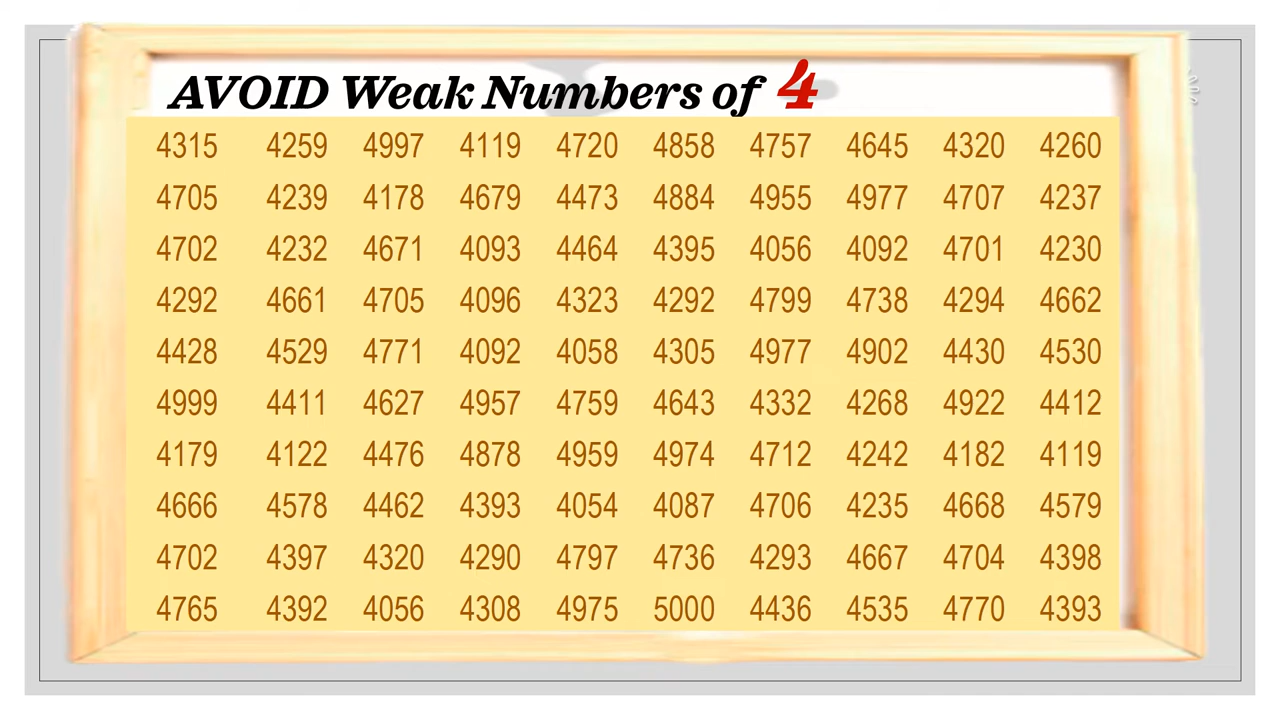 AVOID Weak Numbers of 4
4315 4259 4997 4119 4720 4858 4757 4645 4320 4260
4705 4239 4178 4679 4473 4884 4955 4977 4707 4237
4702 4232 4671 4093 4464 4395 4056 4092 4701 4230
4292 4661 4705 4096 4323 4292 4799 4738 4294 4662
4428 4529 4771 4092 4058 4305 4977 4902 4430 4530
4999 4411 4627 4957 4759 4643 4332 4268 4922 4412
4179 4122 4476 4878 4959 4974 4712 4242 4182 4119
4666 4578 4462 4393 4054 4087 4706 4235 4668 4579
4702 4397 4320 4290 4797 4736 4293 4667 4704 4398
4765 4392 4056 4308 4975 5000 4436 4535 4770 4393